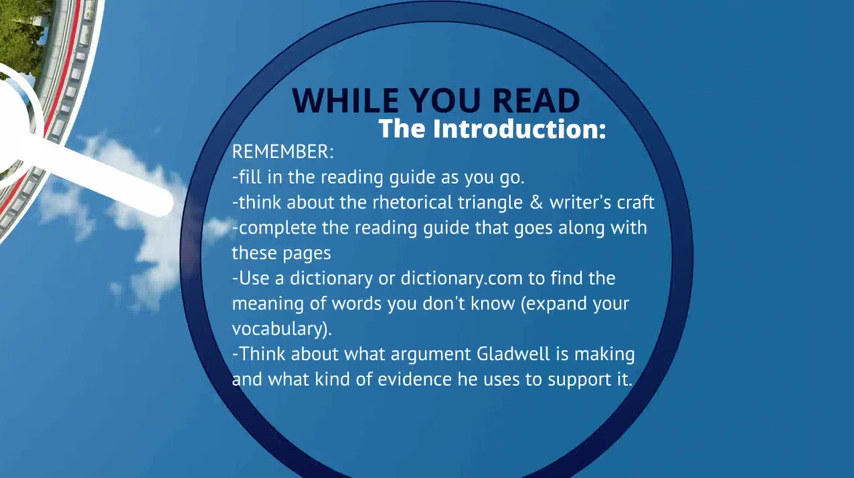 WHILE YOU READ
The Introduction:
REMEMBER:
-fill in the reading guide as you go.
-think about the rhetorical triangle & writer's craft
-complete the reading guide that goes along with
these pages
-Use a dictionary or dictionary.com to find the
meaning of words you don't know (expand your
vocabulary).
-Think about what argument Gladwell is making
and what kind of evidence he uses to support it.